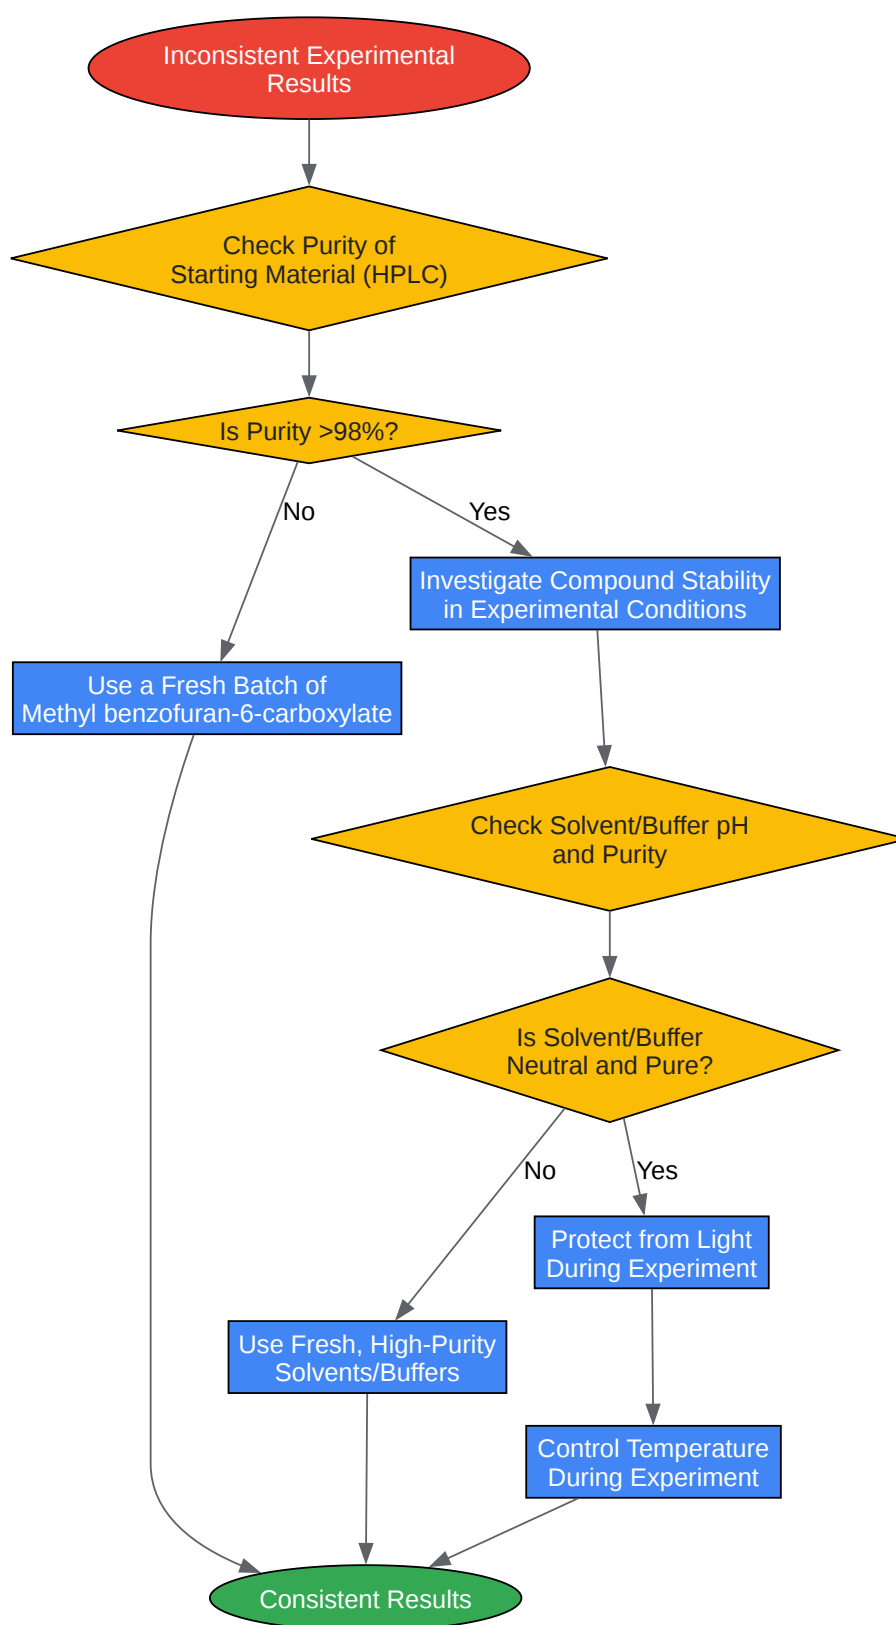 Inconsistent Experimental
Results
Check Purity of
Starting Material (HPLC)
Is Purity >98%?
No
Yes
Investigate Compound Stability
in Experimental Conditions
Use a Fresh Batch of
Methyl benzofuran-6-carboxylate
Check Solvent/Buffer pH
and Purity
Is Solvent/Buffer
Neutral and Pure?
No
Yes
Protect from Light
During Experiment
Use Fresh, High-Purity
Solvents/Buffers
Control Temperature
During Experiment
Consistent Results